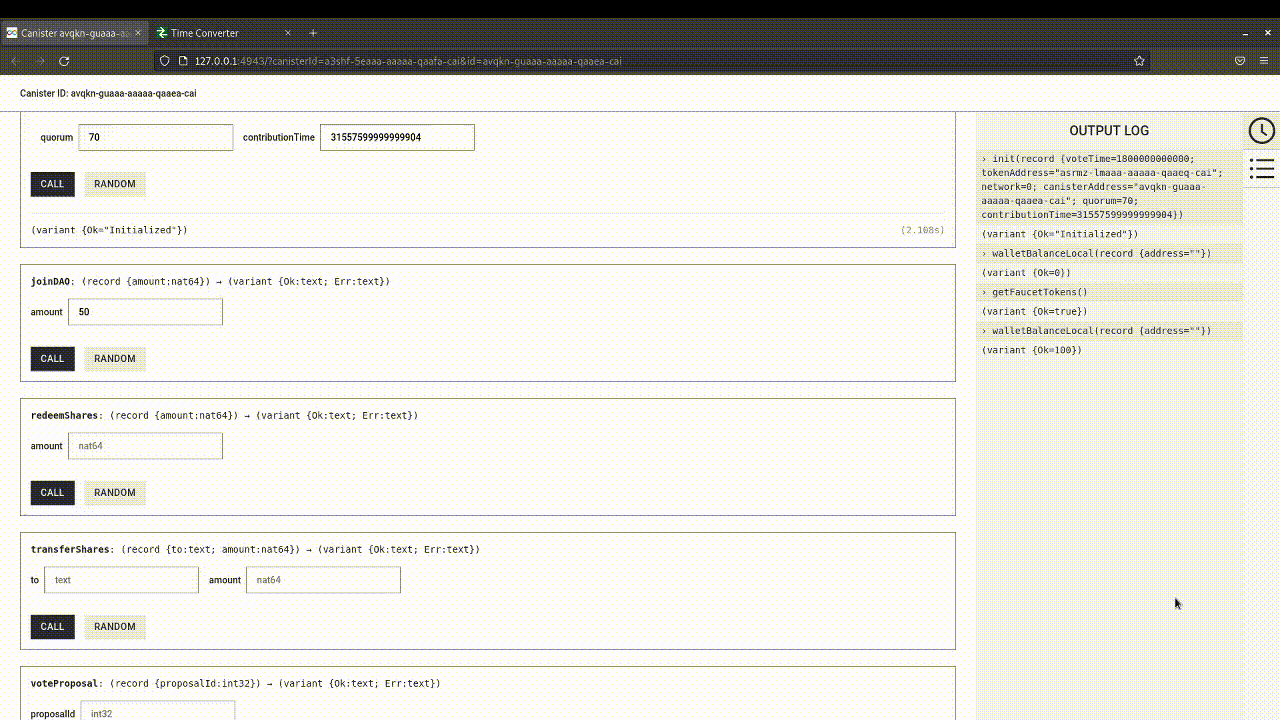 Canister avqkn-guaaa-aa
Time Converter
127.0.0.1:4943/?canisterId=a3shf-5eaaa-aaaaa-qaafa-cai&id=avqkn-guaaa-aaaaa-qaaea-cai
Canister ID: avqkn-guaaa-aaaaa-qaaea-cai
quorum 70 contributionTime 31557599999999904
CALL RANDOM
(variant {Ok="Initialized"}) (2.108s)
joinDAO: (record {amount:nat64}) → (variant {Ok:text; Err:text})
amount 50
CALL RANDOM
redeemShares: (record {amount:nat64}) → (variant {Ok:text; Err:text})
amount nat64
CALL RANDOM
transferShares: (record {to:text; amount:nat64}) → (variant {Ok:text; Err:text})
to text amount nat64
CALL RANDOM
voteProposal: (record {proposalId:int32}) → (variant {Ok:text; Err:text})
proposalId int32
OUTPUT LOG
› init(record {voteTime=1800000000000;
tokenAddress="asrmz-lmaaa-aaaaa-qaaeq-cai";
network=0; canisterAddress="avqkn-guaaa-
aaaaa-qaaea-cai"; quorum=70;
contributionTime=31557599999999904})
(variant {Ok="Initialized"})
› walletBalanceLocal(record {address=""})
(variant {Ok=0})
› getFaucetTokens()
(variant {Ok=true})
› walletBalanceLocal(record {address=""})
(variant {Ok=100})